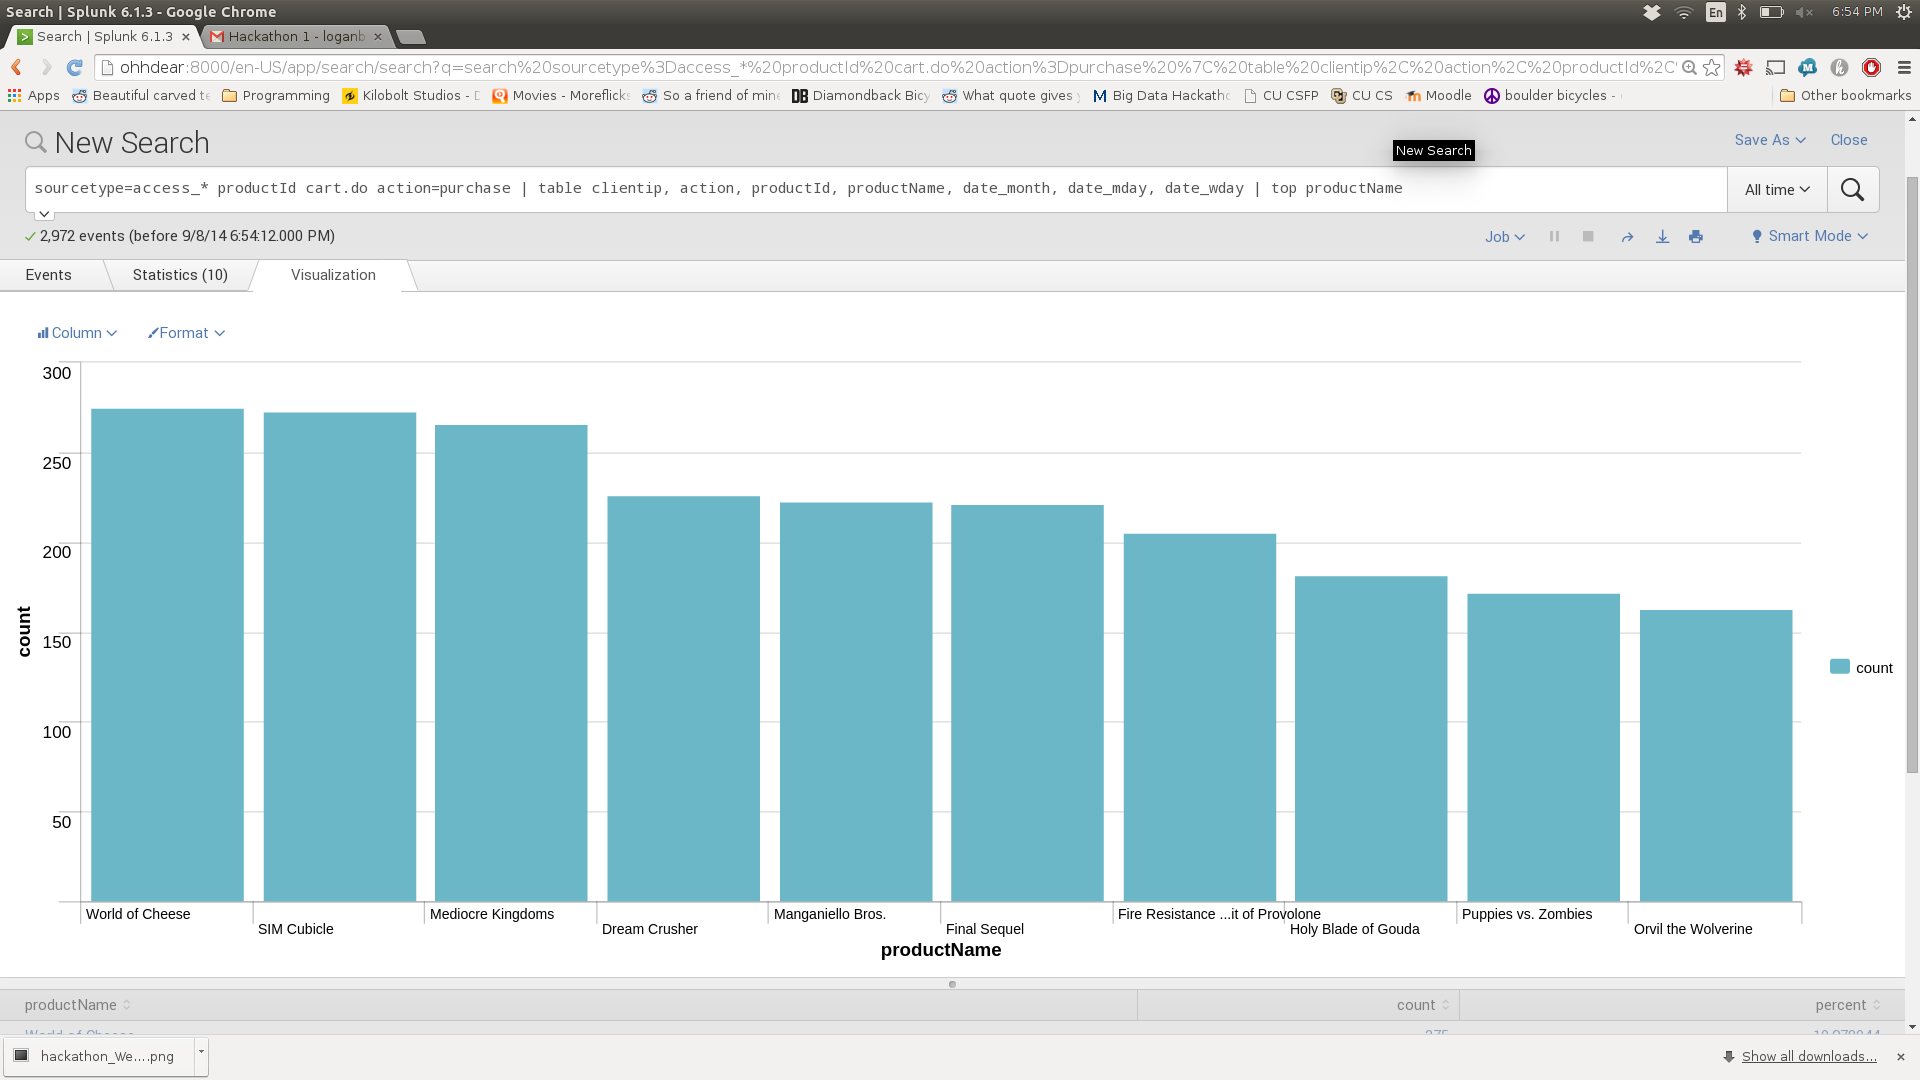 Search | Splunk 6.1.3 - Google Chrome
En
6:54 PM
Search | Splunk 6.1.3
Hackathon 1 - loganb
ohhdear:8000/en-US/app/search/search?q=search%20sourcetype%3Daccess_*%20productId%20cart.do%20action%3Dpurchase%20%7C%20table%20clientip%2C%20action%2C%20productId%2C
Apps
Beautiful carved t
Programming
Kilobolt Studios -
Movies - Moreflick
So a friend of min
Diamondback Bicy
What quote gives
Big Data Hackath
CU CSFP
CU CS
Moodle
boulder bicycles -
Other bookmarks
New Search
New Search
Save As
Close
sourcetype=access_* productId cart.do action=purchase | table clientip, action, productId, productName, date_month, date_mday, date_wday | top productName
All time
2,972 events (before 9/8/14 6:54:12.000 PM)
Job
Smart Mode
Events
Statistics (10)
Visualization
Column
Format
300
250
200
150
100
50
count
count
World of Cheese
SIM Cubicle
Mediocre Kingdoms
Dream Crusher
Manganiello Bros.
Final Sequel
Fire Resistance ...it of Provolone
Holy Blade of Gouda
Puppies vs. Zombies
Orvil the Wolverine
productName
productName
count
percent
hackathon_We....png
Show all downloads...